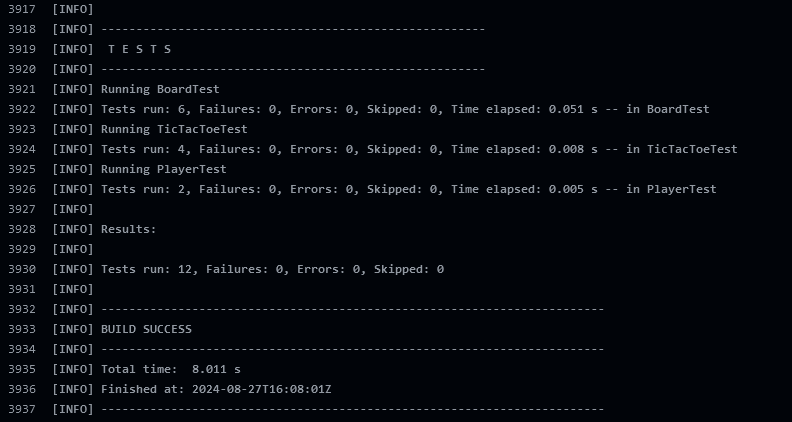 3917 [INFO]
3918 [INFO] -------------------------------------------------------
3919 [INFO]  T E S T S
3920 [INFO] -------------------------------------------------------
3921 [INFO] Running BoardTest
3922 [INFO] Tests run: 6, Failures: 0, Errors: 0, Skipped: 0, Time elapsed: 0.051 s -- in BoardTest
3923 [INFO] Running TicTacToeTest
3924 [INFO] Tests run: 4, Failures: 0, Errors: 0, Skipped: 0, Time elapsed: 0.008 s -- in TicTacToeTest
3925 [INFO] Running PlayerTest
3926 [INFO] Tests run: 2, Failures: 0, Errors: 0, Skipped: 0, Time elapsed: 0.005 s -- in PlayerTest
3927 [INFO]
3928 [INFO] Results:
3929 [INFO]
3930 [INFO] Tests run: 12, Failures: 0, Errors: 0, Skipped: 0
3931 [INFO]
3932 [INFO] ------------------------------------------------------------------------
3933 [INFO] BUILD SUCCESS
3934 [INFO] ------------------------------------------------------------------------
3935 [INFO] Total time:  8.011 s
3936 [INFO] Finished at: 2024-08-27T16:08:01Z
3937 [INFO] ------------------------------------------------------------------------